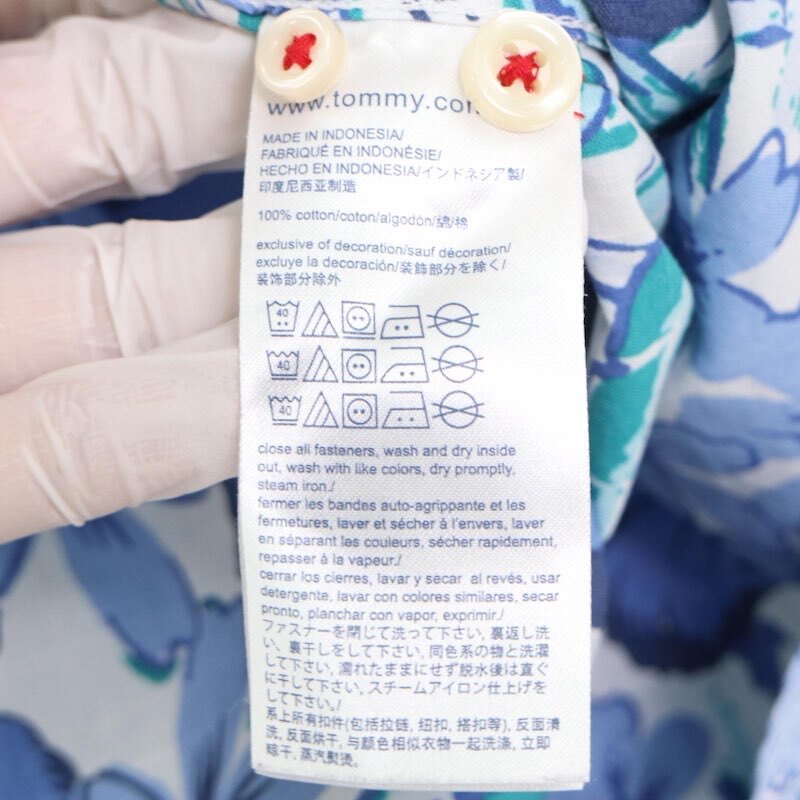 www.tommy.co
MADE IN INDONESIA/
FABRIQUÉ EN INDONÉSIE/
HECHO EN INDONESIA/インドネシア製/
印度尼西亚制造
100% cotton/coton/algodón/綿/棉
exclusive of decoration/sauf décoration/
excluye la decoración/装飾部分を除く/
装饰部分除外
40
40
40
close all fasteners, wash and dry inside
out, wash with like colors, dry promptly,
steam iron./
fermer les bandes auto-agrippante et les
fermetures, laver et sécher à l'envers, laver
en séparant les couleurs, sécher rapidement,
repasser à la vapeur./
cerrar los cierres, lavar y secar al revés, usar
detergente, lavar con colores similares, secar
pronto, planchar con vapor, exprimir./
ファスナーを閉じて洗って下さい, 裏返し洗
い、裏干しをして下さい, 同色系の物と洗濯
して下さい, 濡れたままにせず脱水後は直ぐ
に干して下さい, スチームアイロン仕上げを
して下さい./
系上所有扣件(包括拉链, 纽扣, 搭扣等), 反面清
洗, 反面烘干, 与颜色相似衣物一起洗涤, 立即
晾干, 蒸汽熨烫.